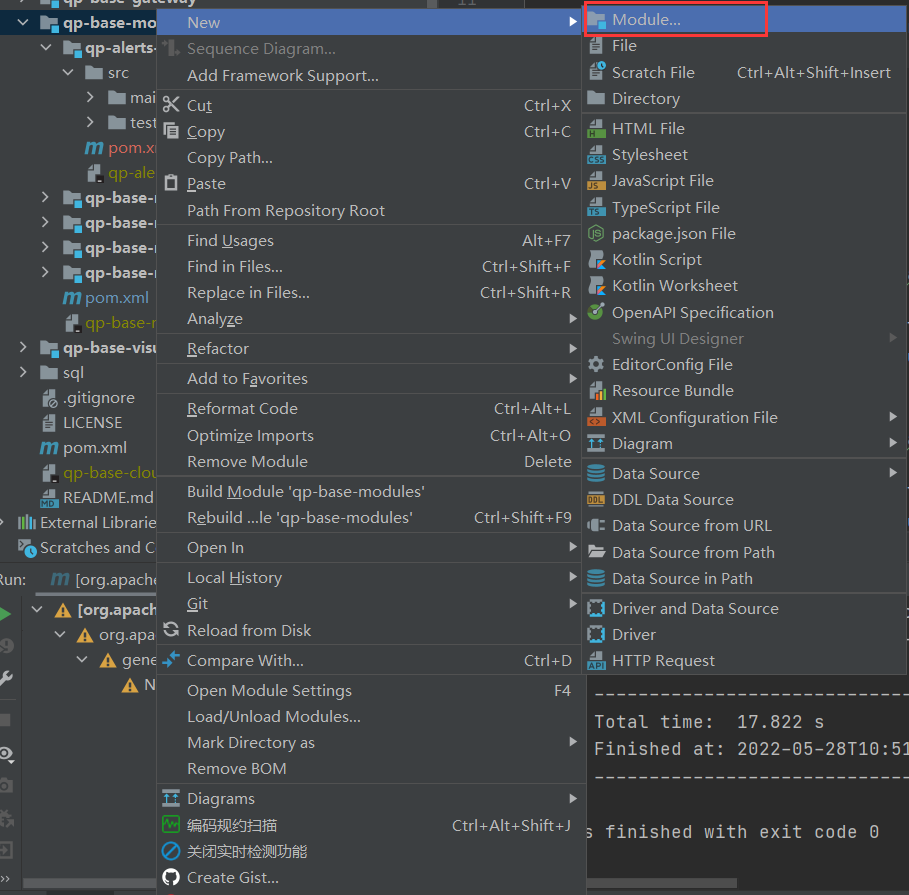 qp-base-gateway
qp-base-mo
qp-alerts-
src
mai
test
pom.x
qp-ale
qp-base-
qp-base-
qp-base-
qp-base-
pom.xml
qp-base-
qp-base-visu
sql
.gitignore
LICENSE
pom.xml
qp-base-clou
README.md
External Librarie
Scratches and C
Run:
[org.apache
[org.apach
org.apa
gene
N
New
Sequence Diagram...
Add Framework Support...
Cut Ctrl+X
Copy Ctrl+C
Copy Path...
Paste Ctrl+V
Path From Repository Root
Find Usages Alt+F7
Find in Files... Ctrl+Shift+F
Replace in Files... Ctrl+Shift+R
Analyze
Refactor
Add to Favorites
Reformat Code Ctrl+Alt+L
Optimize Imports Ctrl+Alt+O
Remove Module Delete
Build Module 'qp-base-modules'
Rebuild ...le 'qp-base-modules' Ctrl+Shift+F9
Open In
Local History
Git
Reload from Disk
Compare With... Ctrl+D
Open Module Settings F4
Load/Unload Modules...
Mark Directory as
Remove BOM
Diagrams
编码规约扫描 Ctrl+Alt+Shift+J
关闭实时检测功能
Create Gist...
Module...
File
Scratch File Ctrl+Alt+Shift+Insert
Directory
HTML File
Stylesheet
JavaScript File
TypeScript File
package.json File
Kotlin Script
Kotlin Worksheet
OpenAPI Specification
Swing UI Designer
EditorConfig File
Resource Bundle
XML Configuration File
Diagram
Data Source
DDL Data Source
Data Source from URL
Data Source from Path
Data Source in Path
Driver and Data Source
Driver
HTTP Request
------------------------------
Total time:  17.822 s
Finished at: 2022-05-28T10:51
------------------------------
s finished with exit code 0